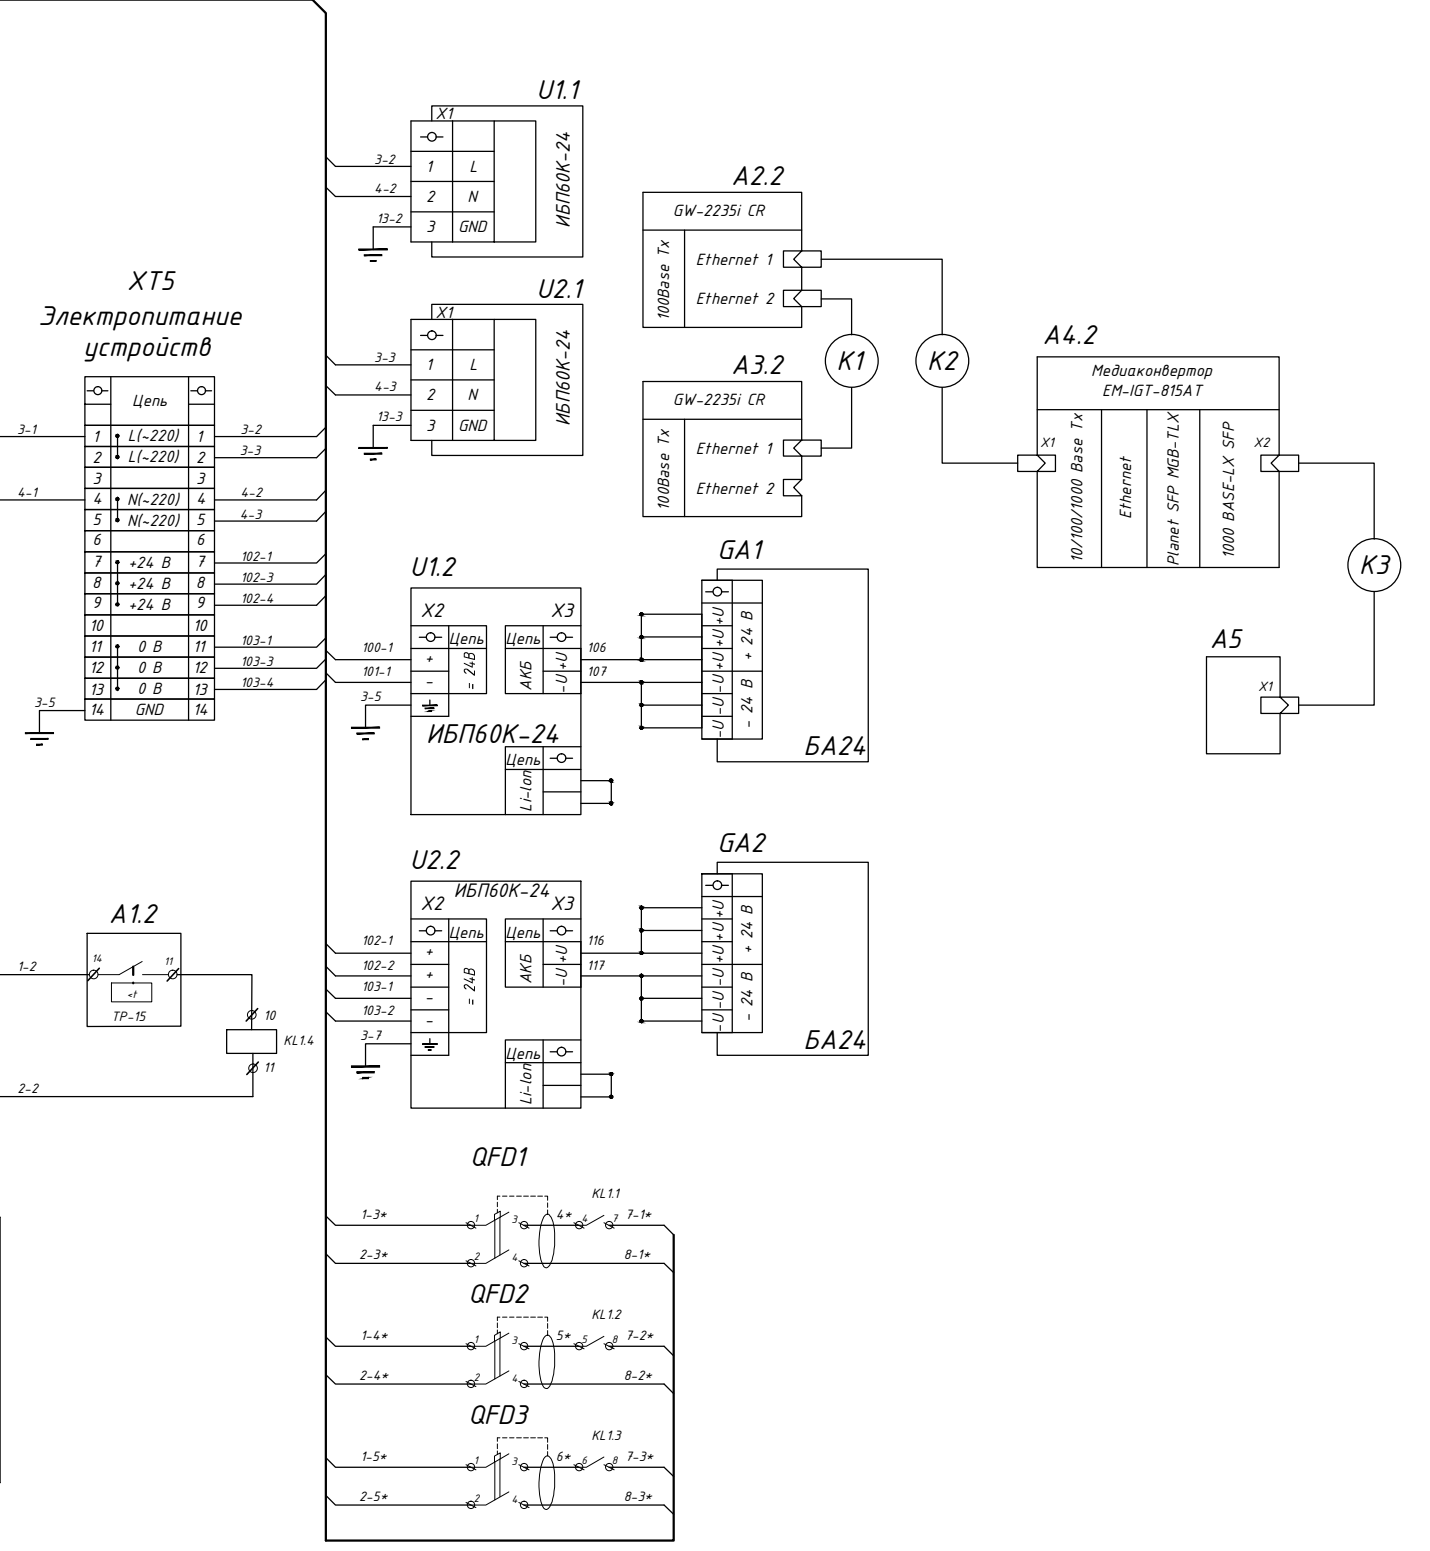 U1.1
X1
1 L
2 N
3 GND
ИБП60К-24
3-2
4-2
13-2
U2.1
X1
1 L
2 N
3 GND
ИБП60К-24
3-3
4-3
13-3
XT5
Электропитание
устройств
Цепь
1 L(~220) 1
2 L(~220) 2
3 3
4 N(~220) 4
5 N(~220) 5
6 6
7 +24 В 7
8 +24 В 8
9 +24 В 9
10 10
11 0 В 11
12 0 В 12
13 0 В 13
14 GND 14
3-1
4-1
3-5
3-2
3-3
4-2
4-3
102-1
102-3
102-4
103-1
103-3
103-4
A2.2
GW-2235i CR
100Base Tx
Ethernet 1
Ethernet 2
A3.2
GW-2235i CR
100Base Tx
Ethernet 1
Ethernet 2
K1
K2
A4.2
Медиаконвертор
EM-IGT-815AT
X1
10/100/1000 Base Tx
Ethernet
Planet SFP MGB-TLX
1000 BASE-LX SFP
X2
K3
A5
X1
U1.2
X2 X3
Цепь Цепь
+
-
= 24В
АКБ
-U +U
ИБП60К-24
Цепь
Li-Ion
100-1
101-1
3-5
106
107
GA1
+U
+U
+U
-U
-U
-U
+ 24 В
- 24 В
БА24
U2.2
ИБП60К-24
X2 X3
Цепь Цепь
+
+
-
-
= 24В
АКБ
-U +U
Цепь
Li-Ion
102-1
102-2
103-1
103-2
3-7
116
117
GA2
+U
+U
+U
-U
-U
-U
+ 24 В
- 24 В
БА24
A1.2
1-2
14
11
<t
TP-15
10
KL1.4
11
2-2
QFD1
KL1.1
1-3* 1 3 4* 4 7 7-1*
2-3* 2 4 8-1*
QFD2
KL1.2
1-4* 1 3 5* 5 8 7-2*
2-4* 2 4 8-2*
QFD3
KL1.3
1-5* 1 3 6* 6 8 7-3*
2-5* 2 4 8-3*